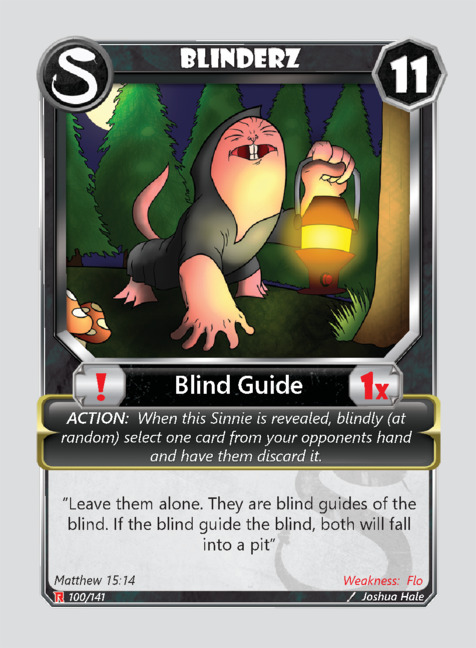 S BLINDERZ 11
! Blind Guide 1x
ACTION: When this Sinnie is revealed, blindly (at
random) select one card from your opponents hand
and have them discard it.
"Leave them alone. They are blind guides of the
blind. If the blind guide the blind, both will fall
into a pit"
Matthew 15:14 Weakness: Flo
R 100/141 Joshua Hale